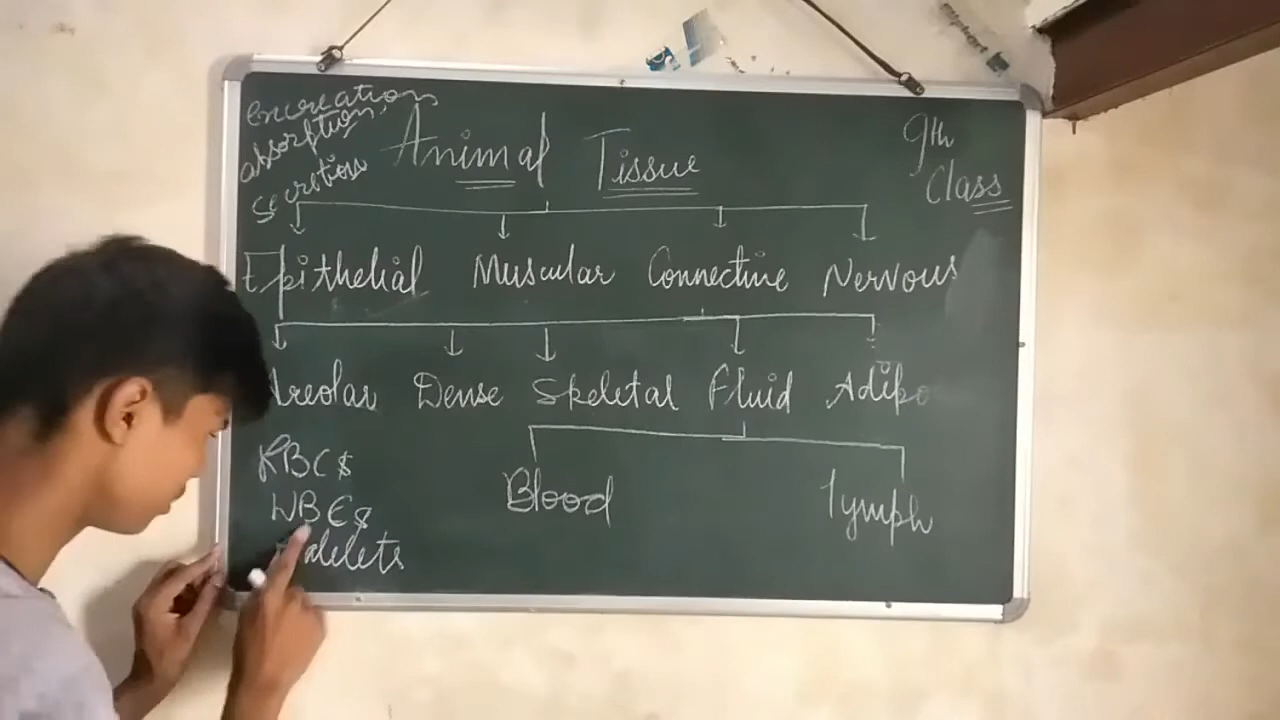 excreation
absorption,
secretion
Animal Tissue
9th
Class
Epithelial Muscular Connective Nervous
Areolar Dense Skeletal Fluid Adipo
RBCs
WBCs
Blood Lymph